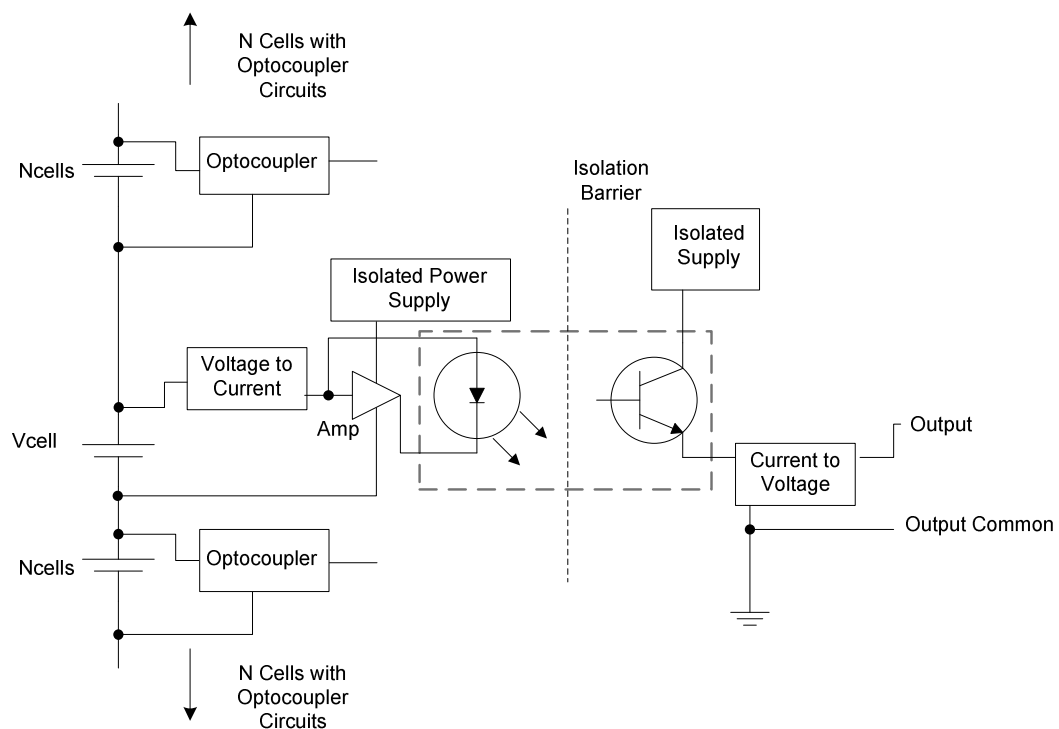 N Cells with
Optocoupler
Circuits
Ncells
Optocoupler
Isolation
Barrier
Isolated
Supply
Isolated Power
Supply
Voltage to
Current
Amp
Vcell
Output
Current to
Voltage
Output Common
Ncells
Optocoupler
N Cells with
Optocoupler
Circuits